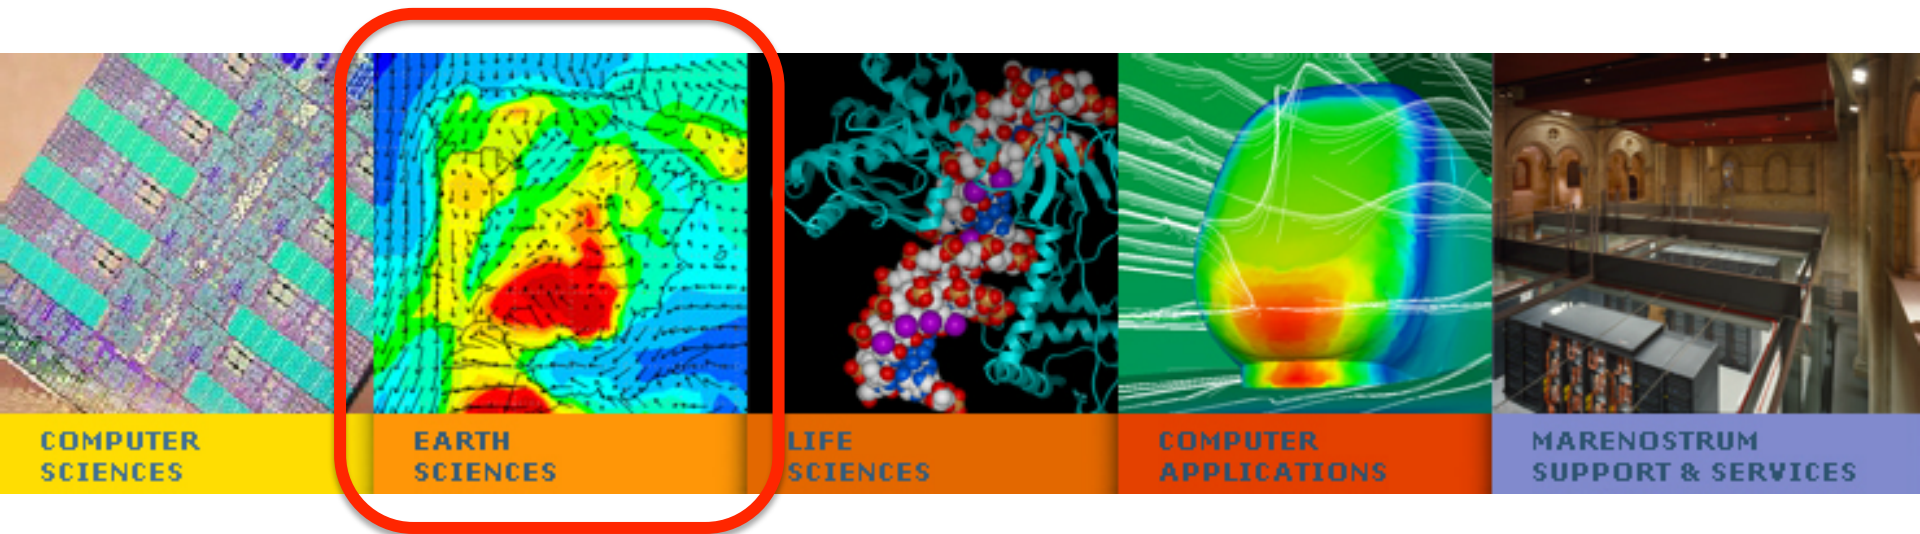 COMPUTER
SCIENCES
EARTH
SCIENCES
LIFE
SCIENCES
COMPUTER
APPLICATIONS
MARENOSTRUM
SUPPORT & SERVICES